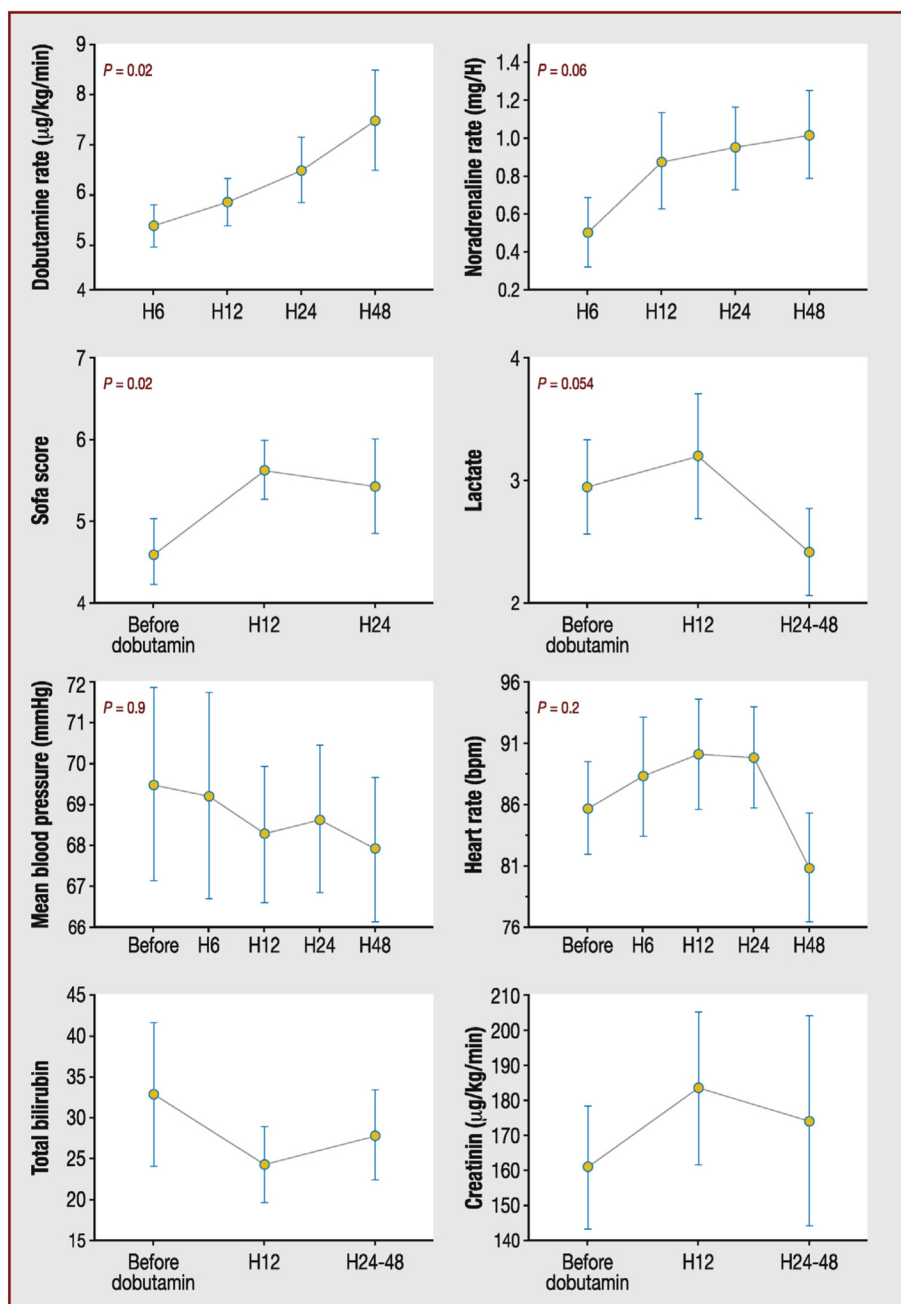 Dobutamine rate (µg/kg/min)
P = 0.02
9
8
7
6
5
4
H6 H12 H24 H48
Noradrenaline rate (mg/H)
P = 0.06
1.4
1.2
1.0
0.8
0.6
0.4
0.2
H6 H12 H24 H48
Sofa score
P = 0.02
7
6
5
4
Before
dobutamin
H12
H24
Lactate
P = 0.054
4
3
2
Before
dobutamin
H12
H24-48
Mean blood pressure (mmHg)
P = 0.9
72
71
70
69
68
67
66
Before H6 H12 H24 H48
Heart rate (bpm)
P = 0.2
96
91
86
81
76
Before H6 H12 H24 H48
Total bilirubin
45
40
35
30
25
20
15
Before
dobutamin
H12
H24-48
Creatinin (µg/kg/min)
210
200
190
180
170
160
150
140
Before
dobutamin
H12
H24-48